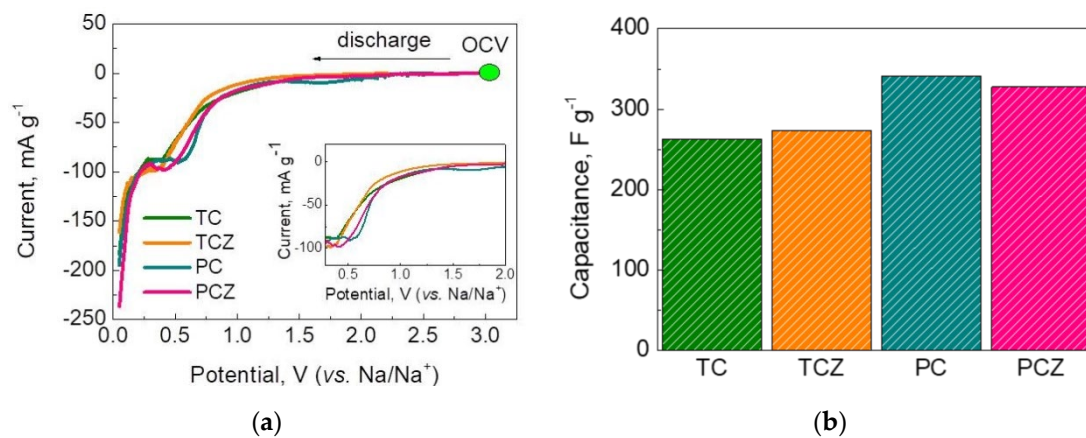 50
0
-50
-100
-150
-200
-250
Current, mA g⁻¹
discharge
OCV
TC
TCZ
PC
PCZ
0
-50
-100
Current, mA g⁻¹
0.5 1.0 1.5 2.0
Potential, V (vs. Na/Na⁺)
0.0 0.5 1.0 1.5 2.0 2.5 3.0
Potential, V (vs. Na/Na⁺)
(a)
400
300
200
100
0
Capacitance, F g⁻¹
TC TCZ PC PCZ
(b)